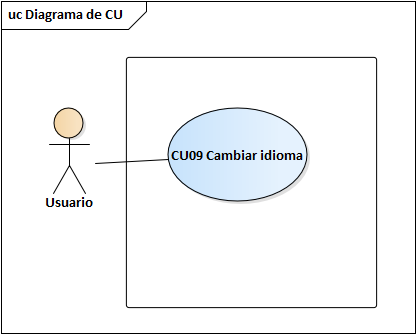 uc Diagrama de CU
CU09 Cambiar idioma
Usuario